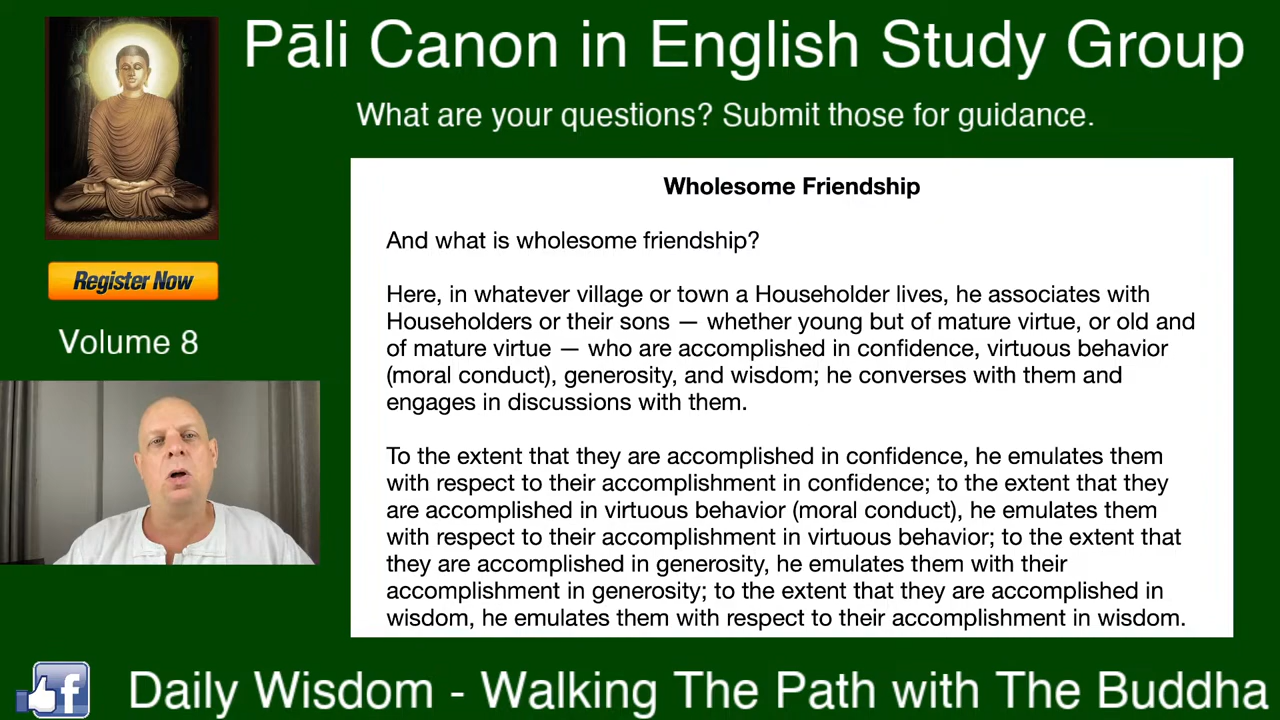 Pāli Canon in English Study Group
What are your questions? Submit those for guidance.
Wholesome Friendship
And what is wholesome friendship?
Here, in whatever village or town a Householder lives, he associates with
Householders or their sons — whether young but of mature virtue, or old and
of mature virtue — who are accomplished in confidence, virtuous behavior
(moral conduct), generosity, and wisdom; he converses with them and
engages in discussions with them.
To the extent that they are accomplished in confidence, he emulates them
with respect to their accomplishment in confidence; to the extent that they
are accomplished in virtuous behavior (moral conduct), he emulates them
with respect to their accomplishment in virtuous behavior; to the extent that
they are accomplished in generosity, he emulates them with their
accomplishment in generosity; to the extent that they are accomplished in
wisdom, he emulates them with respect to their accomplishment in wisdom.
Register Now
Volume 8
f
Daily Wisdom - Walking The Path with The Buddha